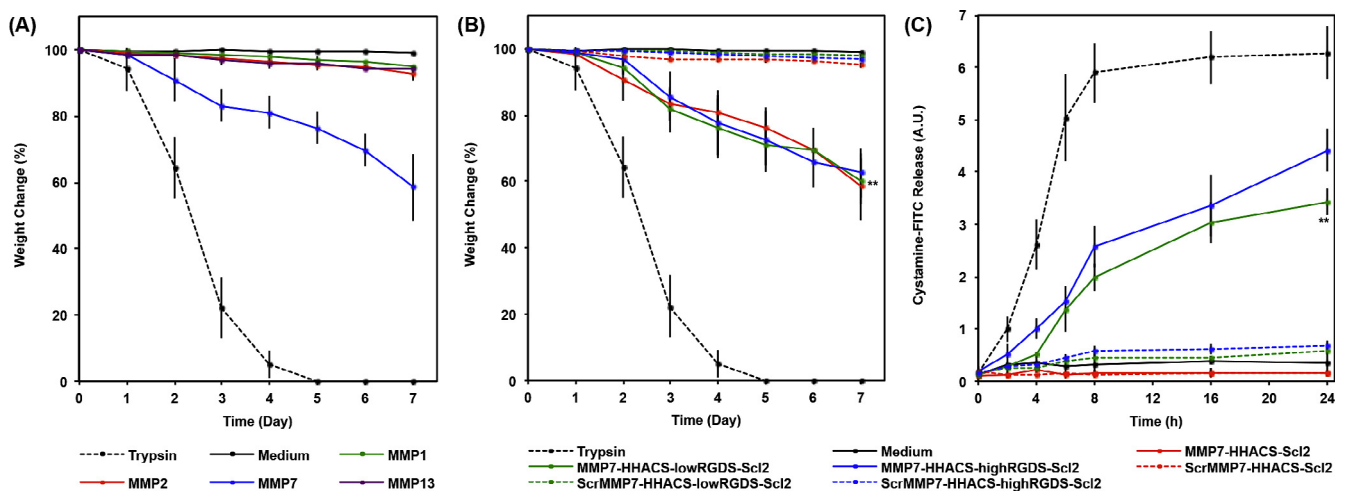 (A)
100
80
60
40
20
0
Weight Change (%)
0 1 2 3 4 5 6 7
Time (Day)
Trypsin
Medium
MMP1
MMP2
MMP7
MMP13
(B)
100
80
60
40
20
0
Weight Change (%)
**
0 1 2 3 4 5 6 7
Time (Day)
(C)
7
6
5
4
3
2
1
0
Cystamine-FITC Release (A.U.)
**
0 4 8 12 16 20 24
Time (h)
Trypsin
Medium
MMP7-HHACS-Scl2
MMP7-HHACS-lowRGDS-Scl2
MMP7-HHACS-highRGDS-Scl2
ScrMMP7-HHACS-Scl2
ScrMMP7-HHACS-lowRGDS-Scl2
ScrMMP7-HHACS-highRGDS-Scl2